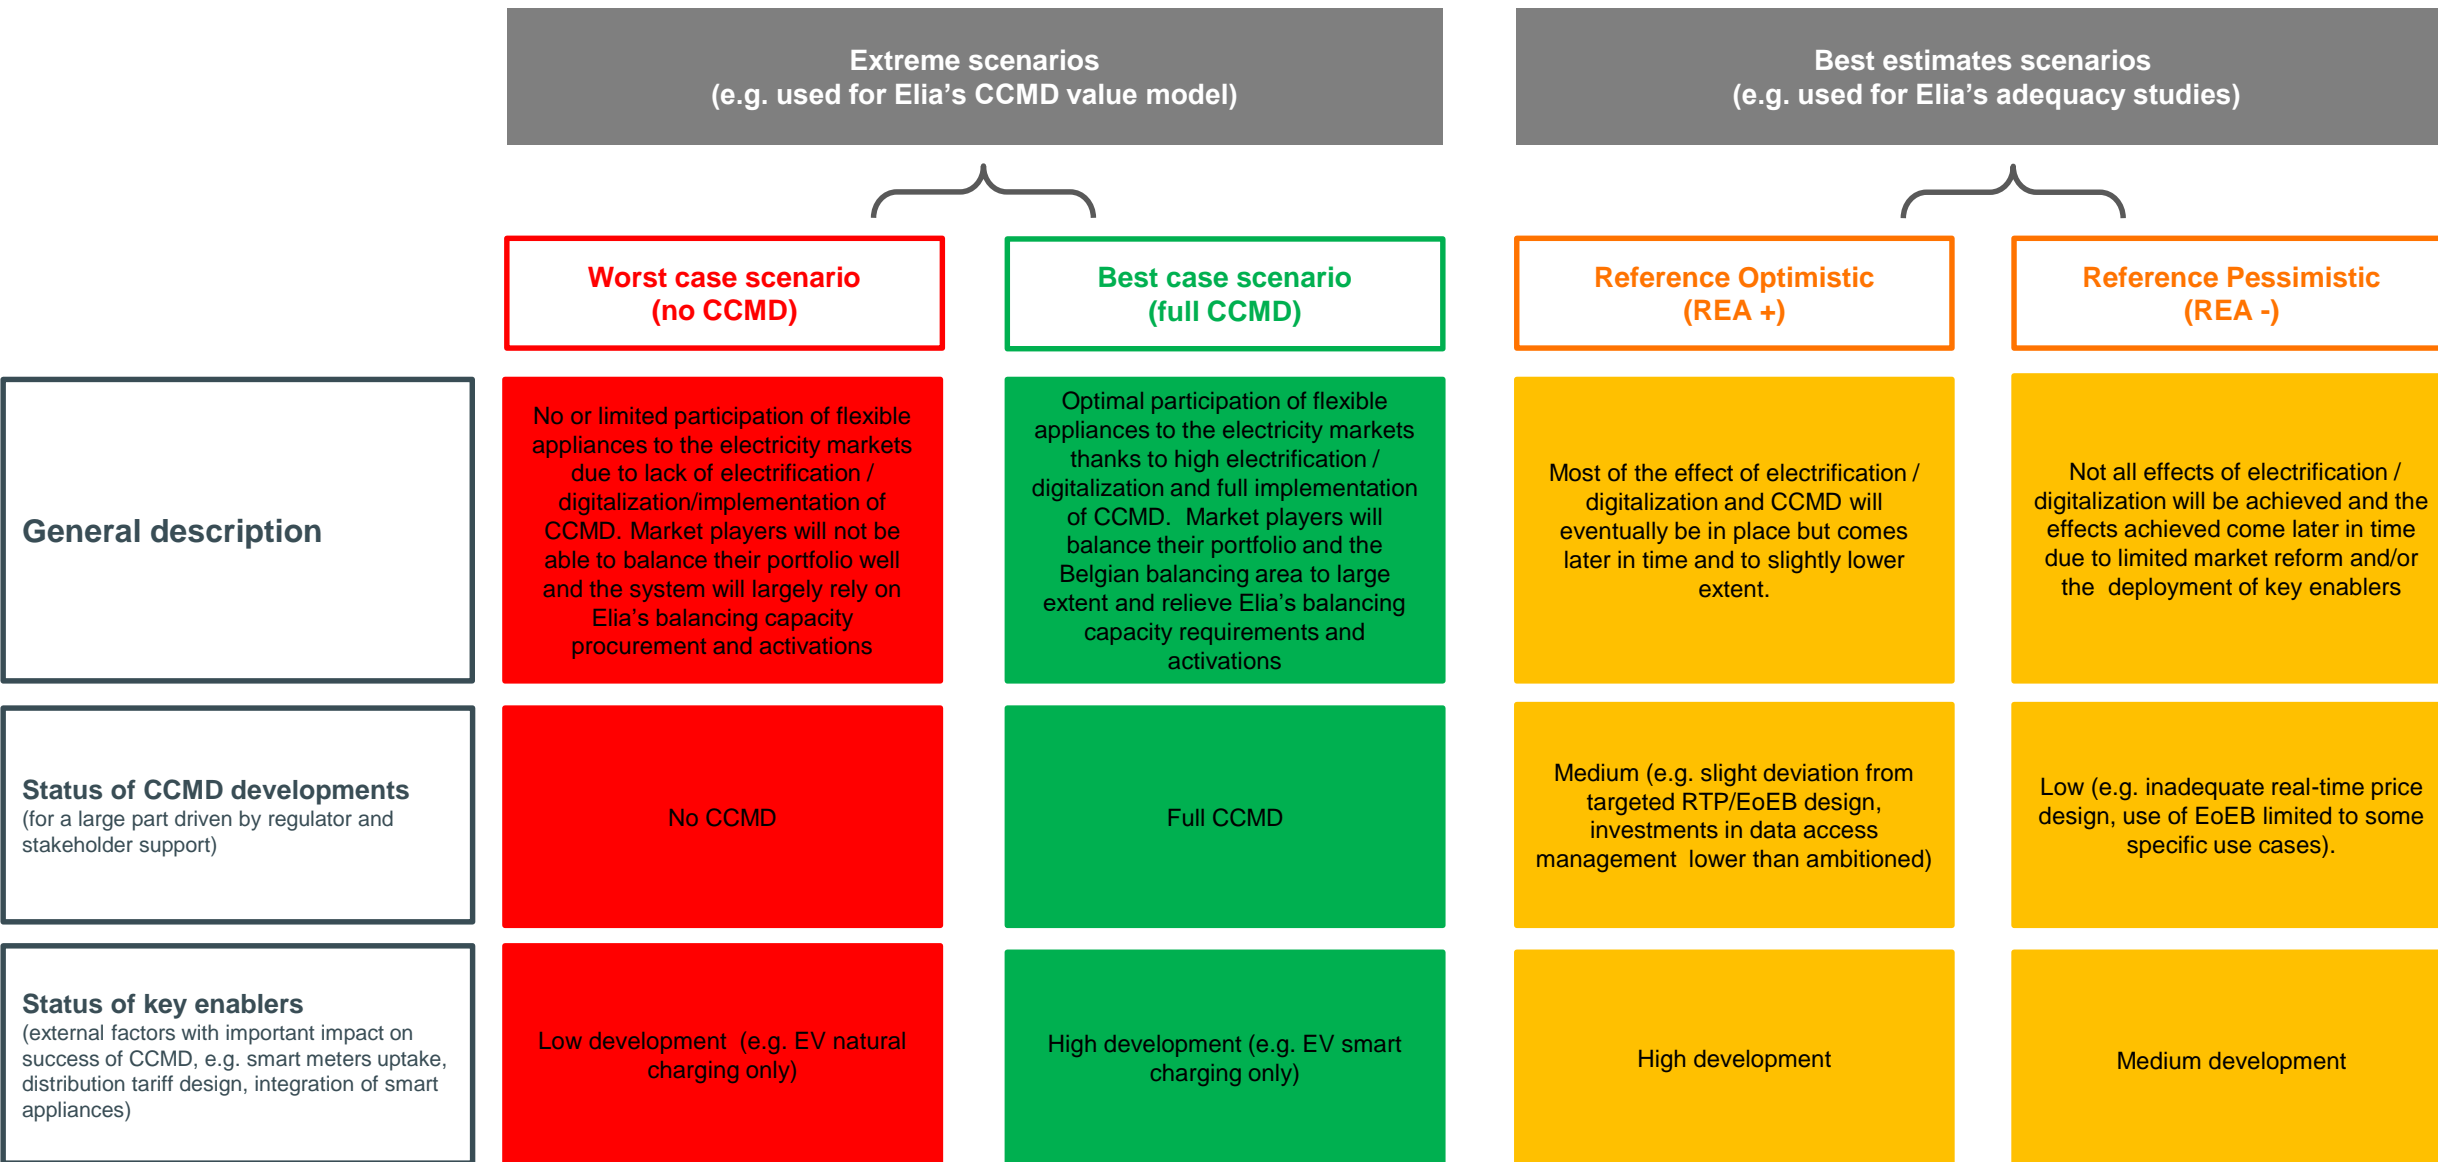 Extreme scenarios
(e.g. used for Elia's CCMD value model)
Best estimates scenarios
(e.g. used for Elia's adequacy studies)
Worst case scenario
(no CCMD)
Best case scenario
(full CCMD)
Reference Optimistic
(REA +)
Reference Pessimistic
(REA -)
General description
No or limited participation of flexible
appliances to the electricity markets
due to lack of electrification /
digitalization/implementation of
CCMD. Market players will not be
able to balance their portfolio well
and the system will largely rely on
Elia's balancing capacity
procurement and activations
Optimal participation of flexible
appliances to the electricity markets
thanks to high electrification /
digitalization and full implementation
of CCMD.  Market players will
balance their portfolio and the
Belgian balancing area to large
extent and relieve Elia's balancing
capacity requirements and
activations
Most of the effect of electrification /
digitalization and CCMD will
eventually be in place but comes
later in time and to slightly lower
extent.
Not all effects of electrification /
digitalization will be achieved and the
effects achieved come later in time
due to limited market reform and/or
the  deployment of key enablers
Status of CCMD developments
(for a large part driven by regulator and
stakeholder support)
No CCMD
Full CCMD
Medium (e.g. slight deviation from
targeted RTP/EoEB design,
investments in data access
management  lower than ambitioned)
Low (e.g. inadequate real-time price
design, use of EoEB limited to some
specific use cases).
Status of key enablers
(external factors with important impact on
success of CCMD, e.g. smart meters uptake,
distribution tariff design, integration of smart
appliances)
Low development  (e.g. EV natural
charging only)
High development (e.g. EV smart
charging only)
High development
Medium development